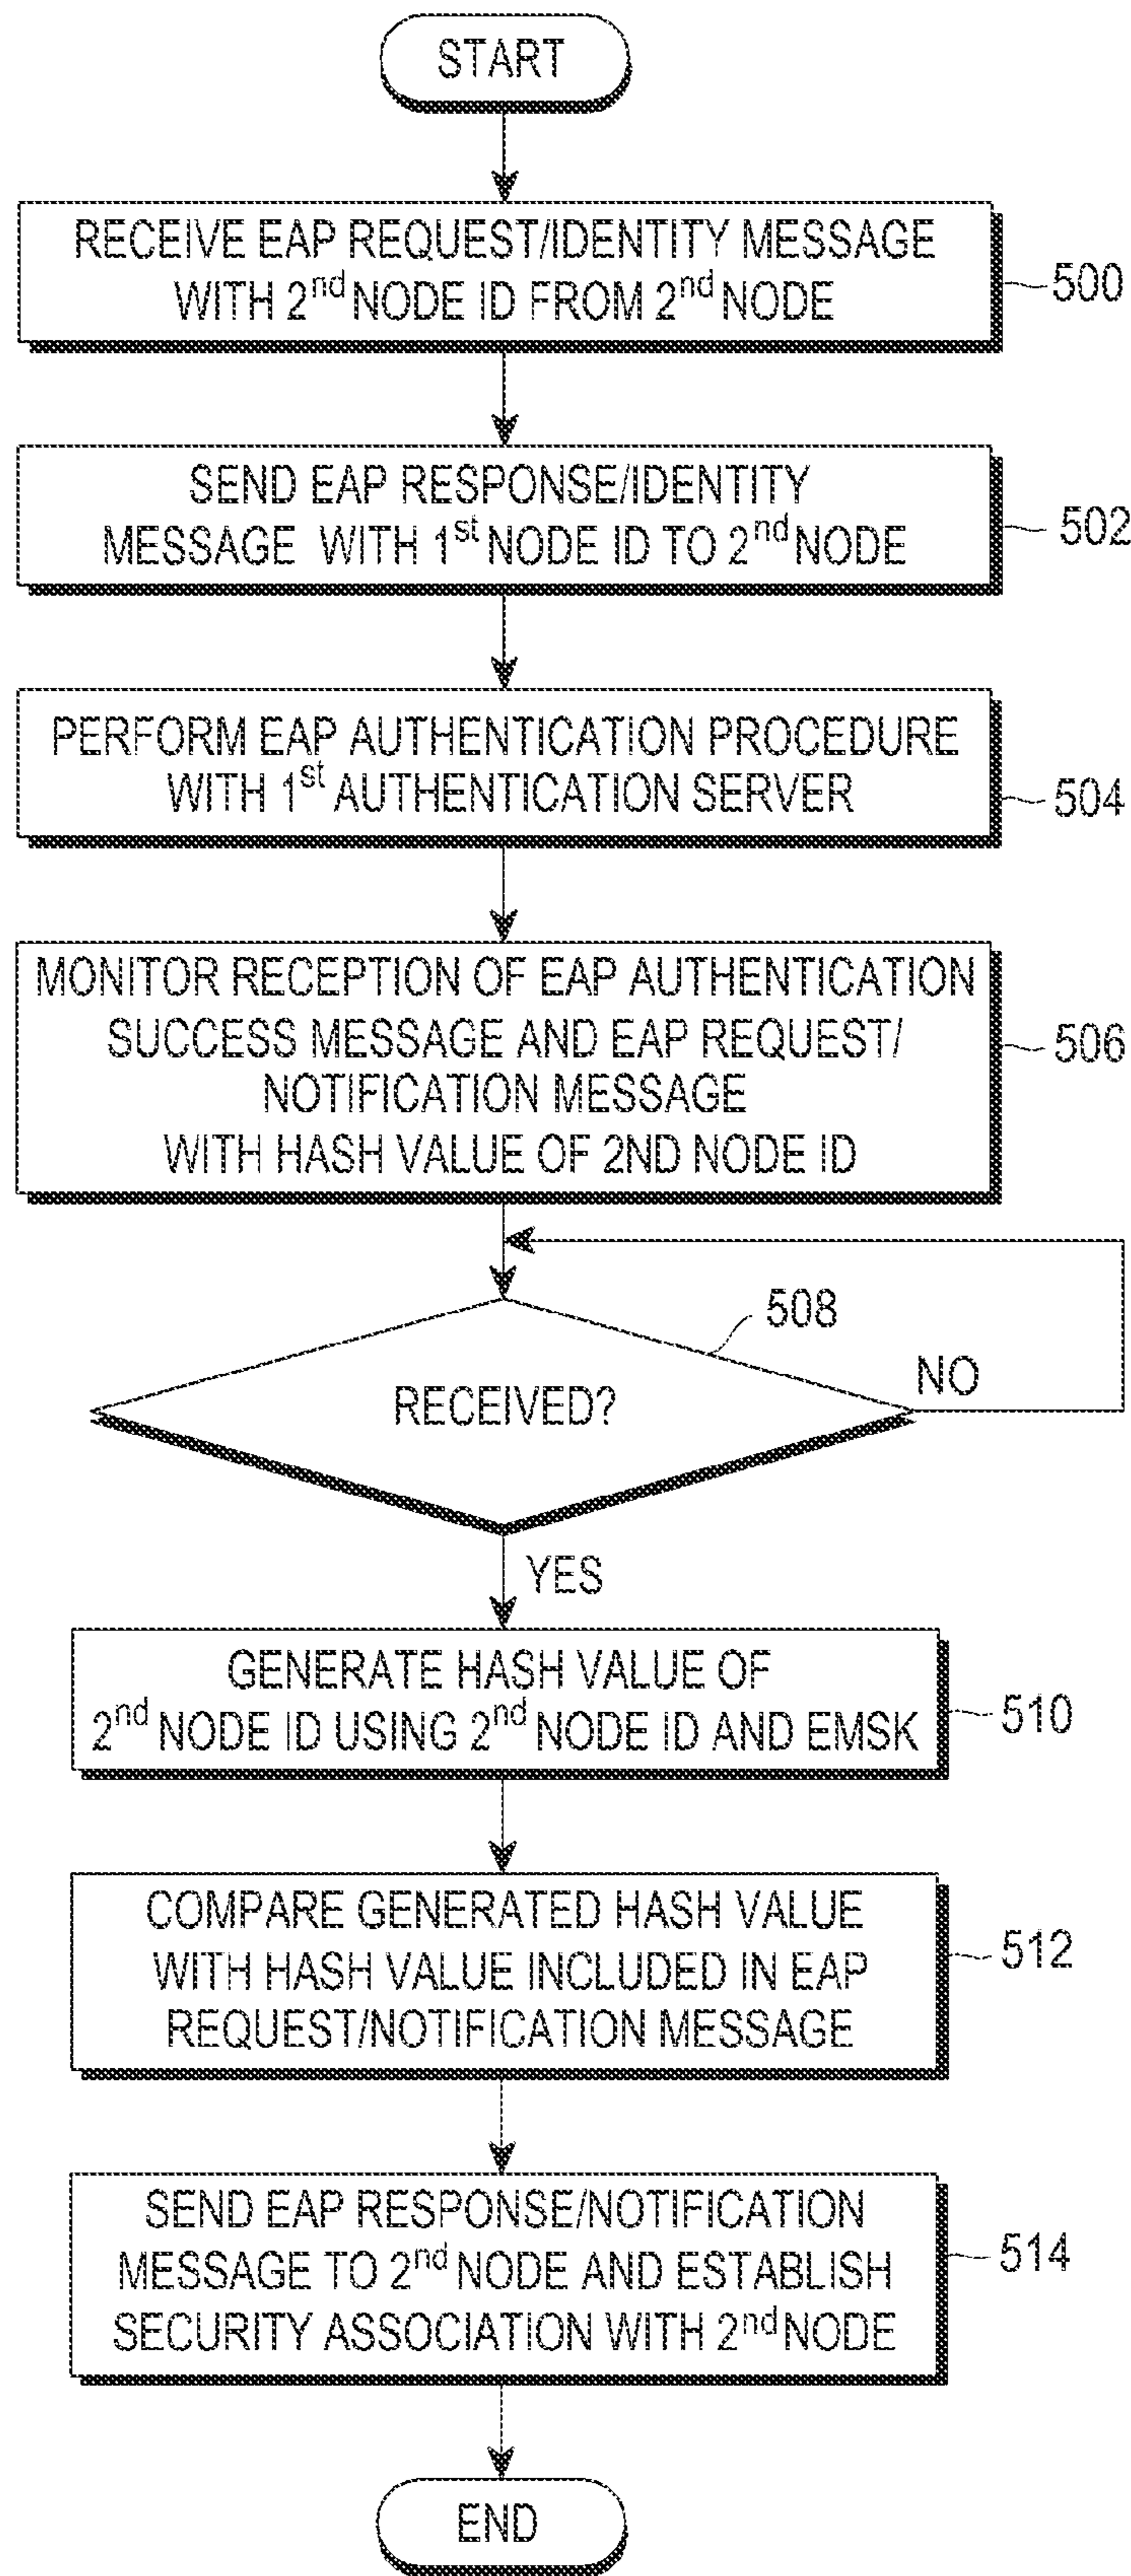 START
RECEIVE EAP REQUEST/IDENTITY MESSAGE
WITH 2nd NODE ID FROM 2nd NODE
500
SEND EAP RESPONSE/IDENTITY
MESSAGE WITH 1st NODE ID TO 2nd NODE
502
PERFORM EAP AUTHENTICATION PROCEDURE
WITH 1st AUTHENTICATION SERVER
504
MONITOR RECEPTION OF EAP AUTHENTICATION
SUCCESS MESSAGE AND EAP REQUEST/
NOTIFICATION MESSAGE
WITH HASH VALUE OF 2ND NODE ID
506
508
RECEIVED?
NO
YES
GENERATE HASH VALUE OF
2nd NODE ID USING 2nd NODE ID AND EMSK
510
COMPARE GENERATED HASH VALUE
WITH HASH VALUE INCLUDED IN EAP
REQUEST/NOTIFICATION MESSAGE
512
SEND EAP RESPONSE/NOTIFICATION
MESSAGE TO 2nd NODE AND ESTABLISH
SECURITY ASSOCIATION WITH 2nd NODE
514
END